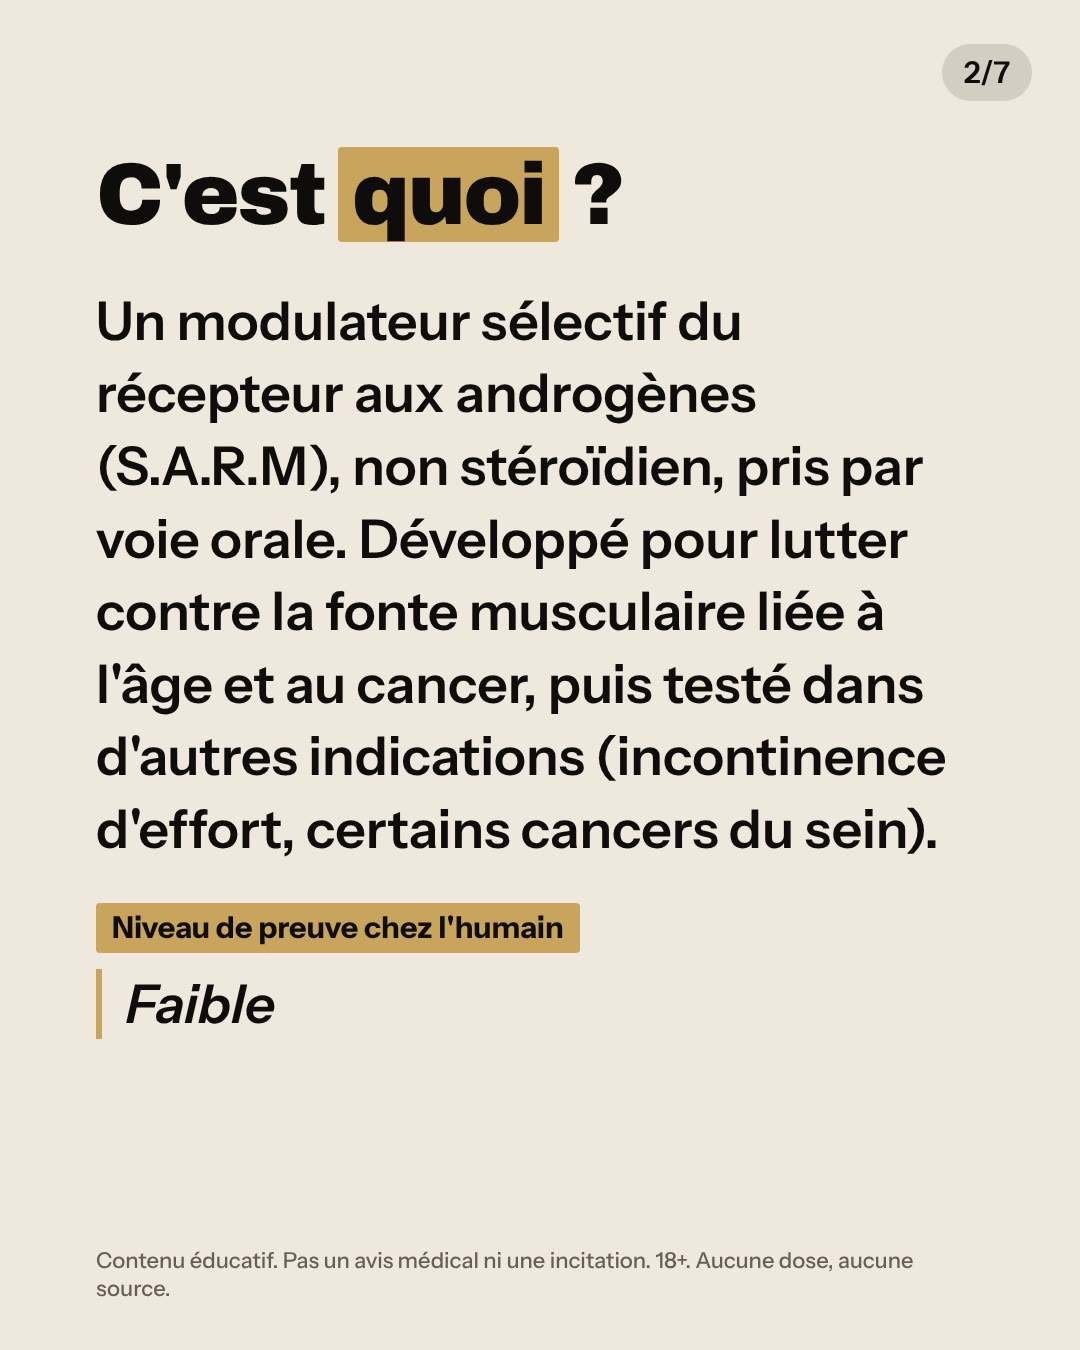 2/7
C'est quoi ?
Un modulateur sélectif du
récepteur aux androgènes
(S.A.R.M), non stéroïdien, pris par
voie orale. Développé pour lutter
contre la fonte musculaire liée à
l'âge et au cancer, puis testé dans
d'autres indications (incontinence
d'effort, certains cancers du sein).
Niveau de preuve chez l'humain
Faible
Contenu éducatif. Pas un avis médical ni une incitation. 18+. Aucune dose, aucune
source.